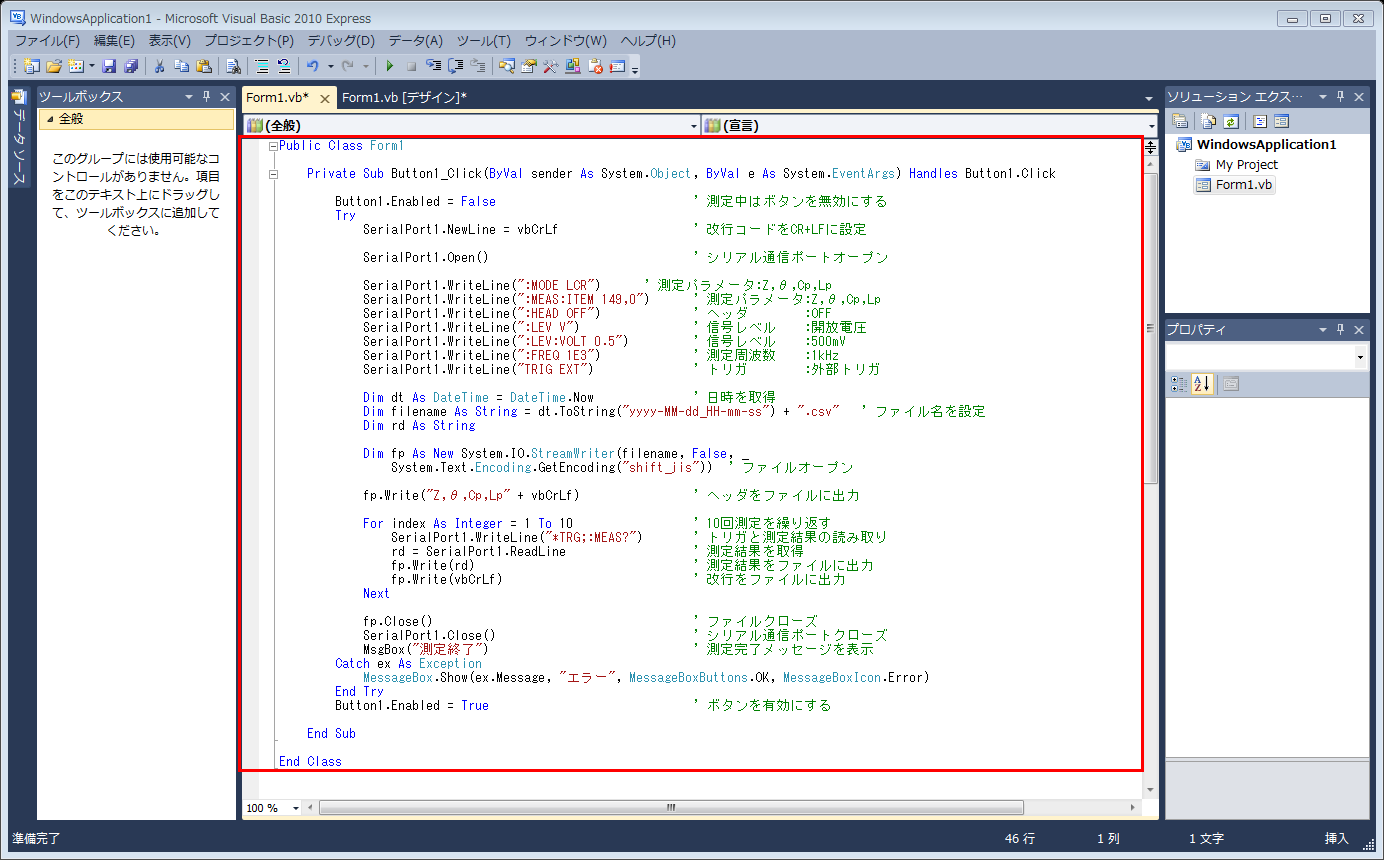 WindowsApplication1 - Microsoft Visual Basic 2010 Express
ファイル(F) 編集(E) 表示(V) プロジェクト(P) デバッグ(D) データ(A) ツール(T) ウィンドウ(W) ヘルプ(H)
データ ソース
ツールボックス
全般
このグループには使用可能なコ
ントロールがありません。項目
をこのテキスト上にドラッグし
て、ツールボックスに追加して
ください。
Form1.vb* Form1.vb [デザイン]*
(全般) (宣言)
Public Class Form1
Private Sub Button1_Click(ByVal sender As System.Object, ByVal e As System.EventArgs) Handles Button1.Click
Button1.Enabled = False ' 測定中はボタンを無効にする
Try
SerialPort1.NewLine = vbCrLf ' 改行コードをCR+LFに設定
SerialPort1.Open() ' シリアル通信ポートオープン
SerialPort1.WriteLine(":MODE LCR") ' 測定パラメータ:Z,θ,Cp,Lp
SerialPort1.WriteLine(":MEAS:ITEM 149,0") ' 測定パラメータ:Z,θ,Cp,Lp
SerialPort1.WriteLine(":HEAD OFF") ' ヘッダ :OFF
SerialPort1.WriteLine(":LEV V") ' 信号レベル :開放電圧
SerialPort1.WriteLine(":LEV:VOLT 0.5") ' 信号レベル :500mV
SerialPort1.WriteLine(":FREQ 1E3") ' 測定周波数 :1kHz
SerialPort1.WriteLine("TRIG EXT") ' トリガ :外部トリガ
Dim dt As DateTime = DateTime.Now ' 日時を取得
Dim filename As String = dt.ToString("yyyy-MM-dd_HH-mm-ss") + ".csv" ' ファイル名を設定
Dim rd As String
Dim fp As New System.IO.StreamWriter(filename, False, _
System.Text.Encoding.GetEncoding("shift_jis")) ' ファイルオープン
fp.Write("Z,θ,Cp,Lp" + vbCrLf) ' ヘッダをファイルに出力
For index As Integer = 1 To 10 ' 10回測定を繰り返す
SerialPort1.WriteLine("*TRG;:MEAS?") ' トリガと測定結果の読み取り
rd = SerialPort1.ReadLine ' 測定結果を取得
fp.Write(rd) ' 測定結果をファイルに出力
fp.Write(vbCrLf) ' 改行をファイルに出力
Next
fp.Close() ' ファイルクローズ
SerialPort1.Close() ' シリアル通信ポートクローズ
MsgBox("測定終了") ' 測定完了メッセージを表示
Catch ex As Exception
MessageBox.Show(ex.Message, "エラー", MessageBoxButtons.OK, MessageBoxIcon.Error)
End Try
Button1.Enabled = True ' ボタンを有効にする
End Sub
End Class
100 %
ソリューション エクス…
WindowsApplication1
My Project
Form1.vb
プロパティ
準備完了 46 行 1 列 1 文字 挿入